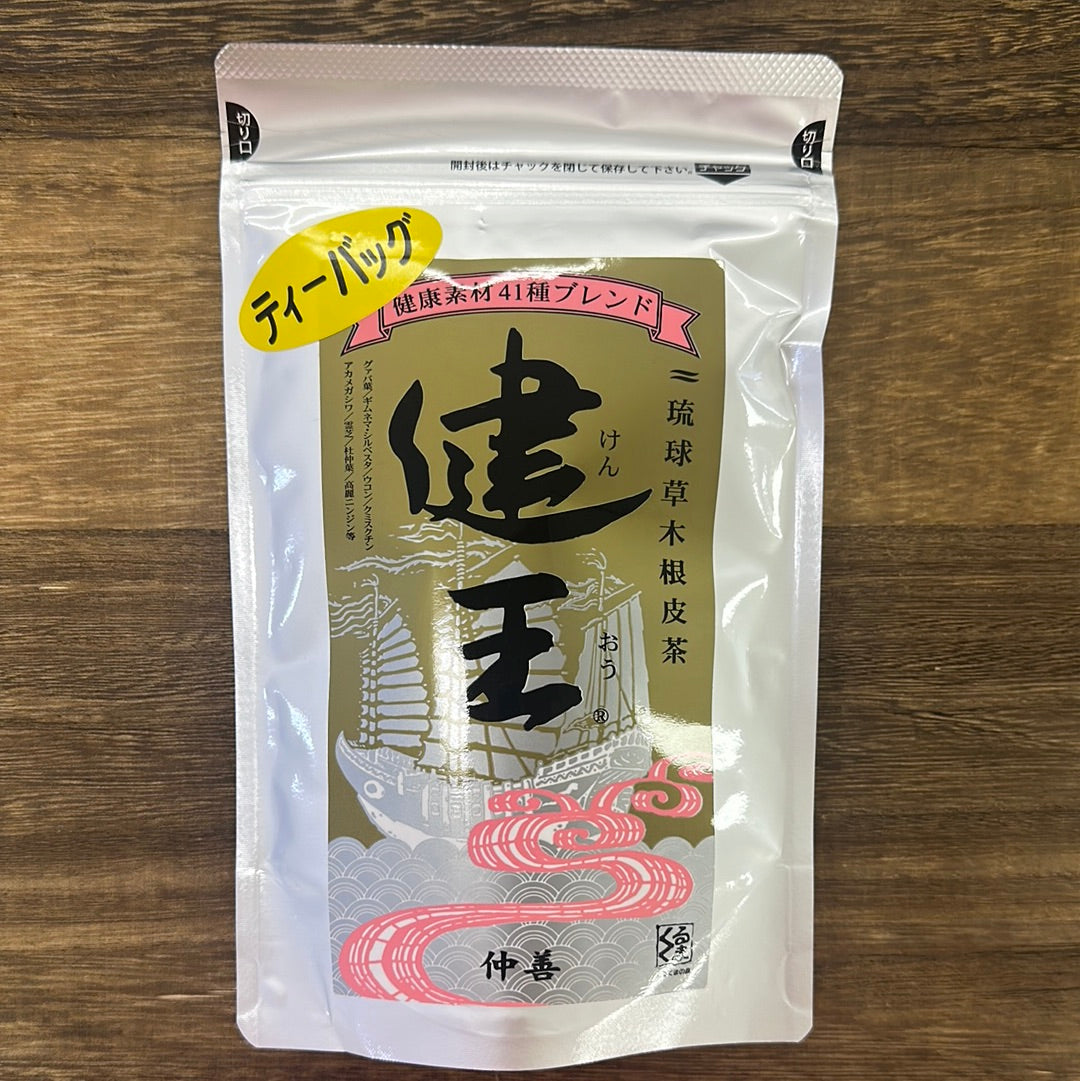 切り口
切り口
開封後はチャックを閉じて保存して下さい。
チャック
ティーバッグ
健康素材41種ブレンド
琉球草木根皮茶
健王
けん
おう
®
グァバ葉/ギムネマ・シルベスタ/ウコン/クミスクチン
アカメガシワ/霊芝/杜仲葉/高麗ニンジン等
仲善